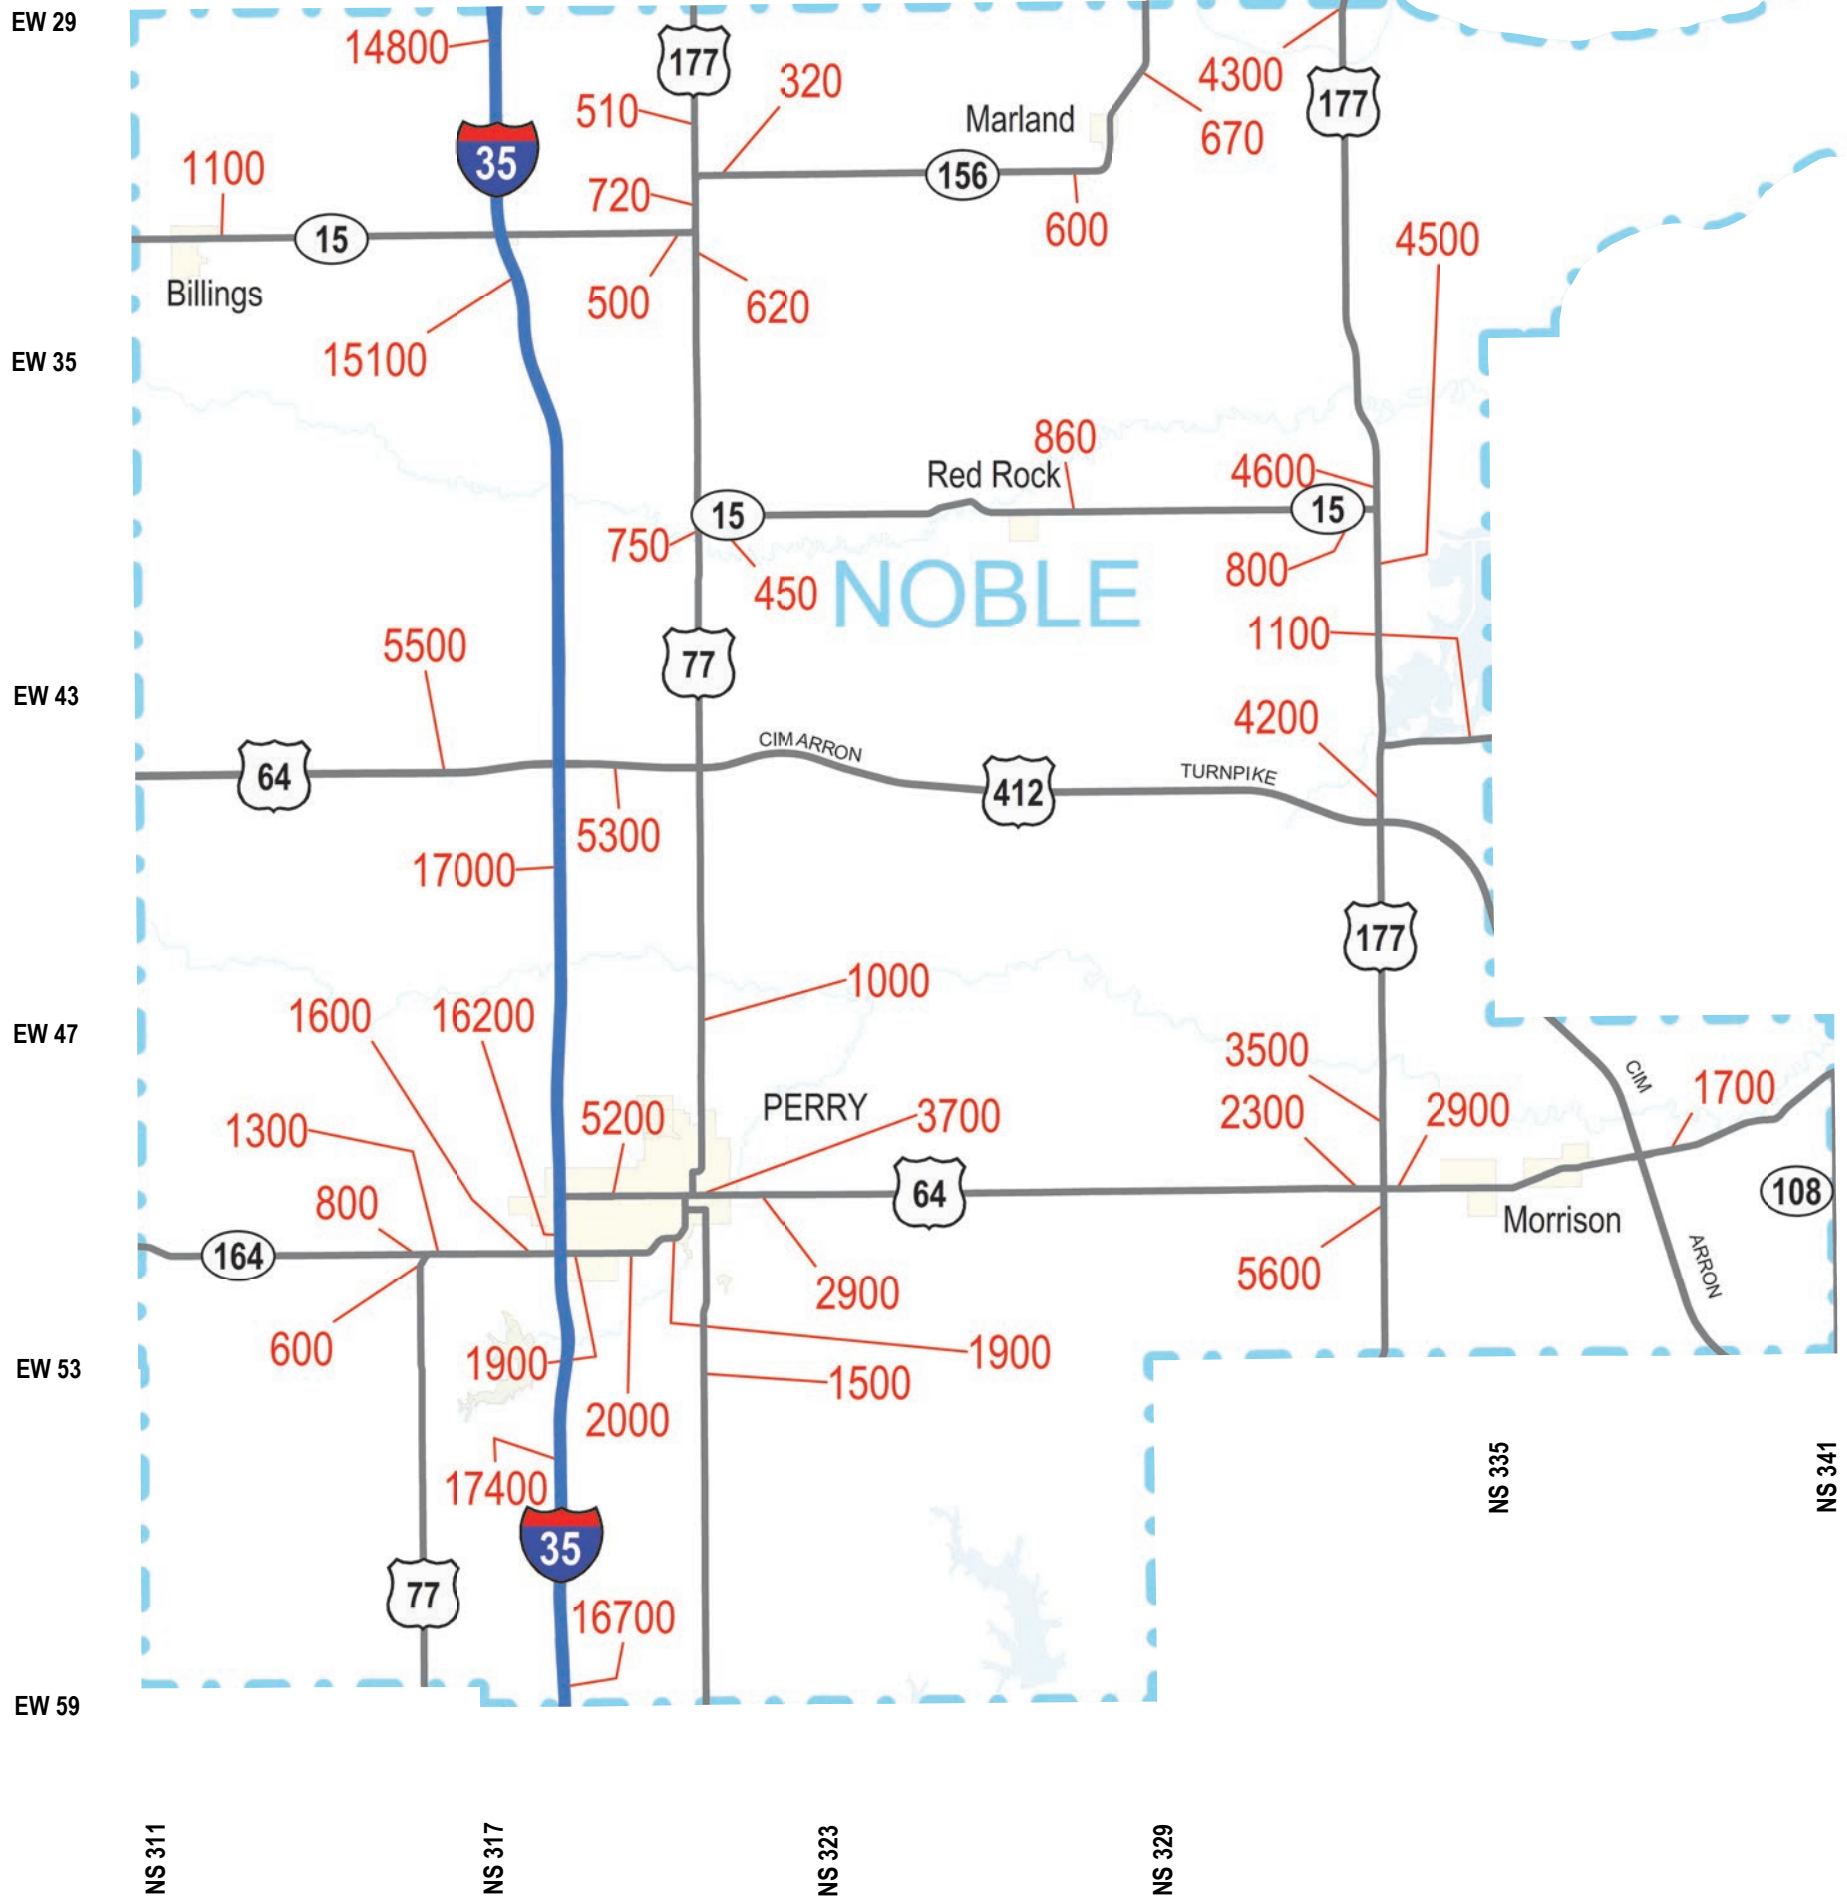 EW 29
14800
177
320
4300
177
510
Marland
670
35
1100
156
720
600
4500
15
Billings
500
620
15100
EW 35
860
Red Rock
4600
15
15
750
800
450
NOBLE
1100
5500
77
EW 43
4200
CIMARRON
TURNPIKE
64
412
5300
17000
177
1000
1600
16200
EW 47
3500
CIM
1700
PERRY
5200
3700
2300
2900
1300
64
108
800
Morrison
164
ARRON
5600
2900
600
1900
1900
EW 53
1500
2000
17400
NS 335
NS 341
35
77
16700
EW 59
NS 311
NS 317
NS 323
NS 329